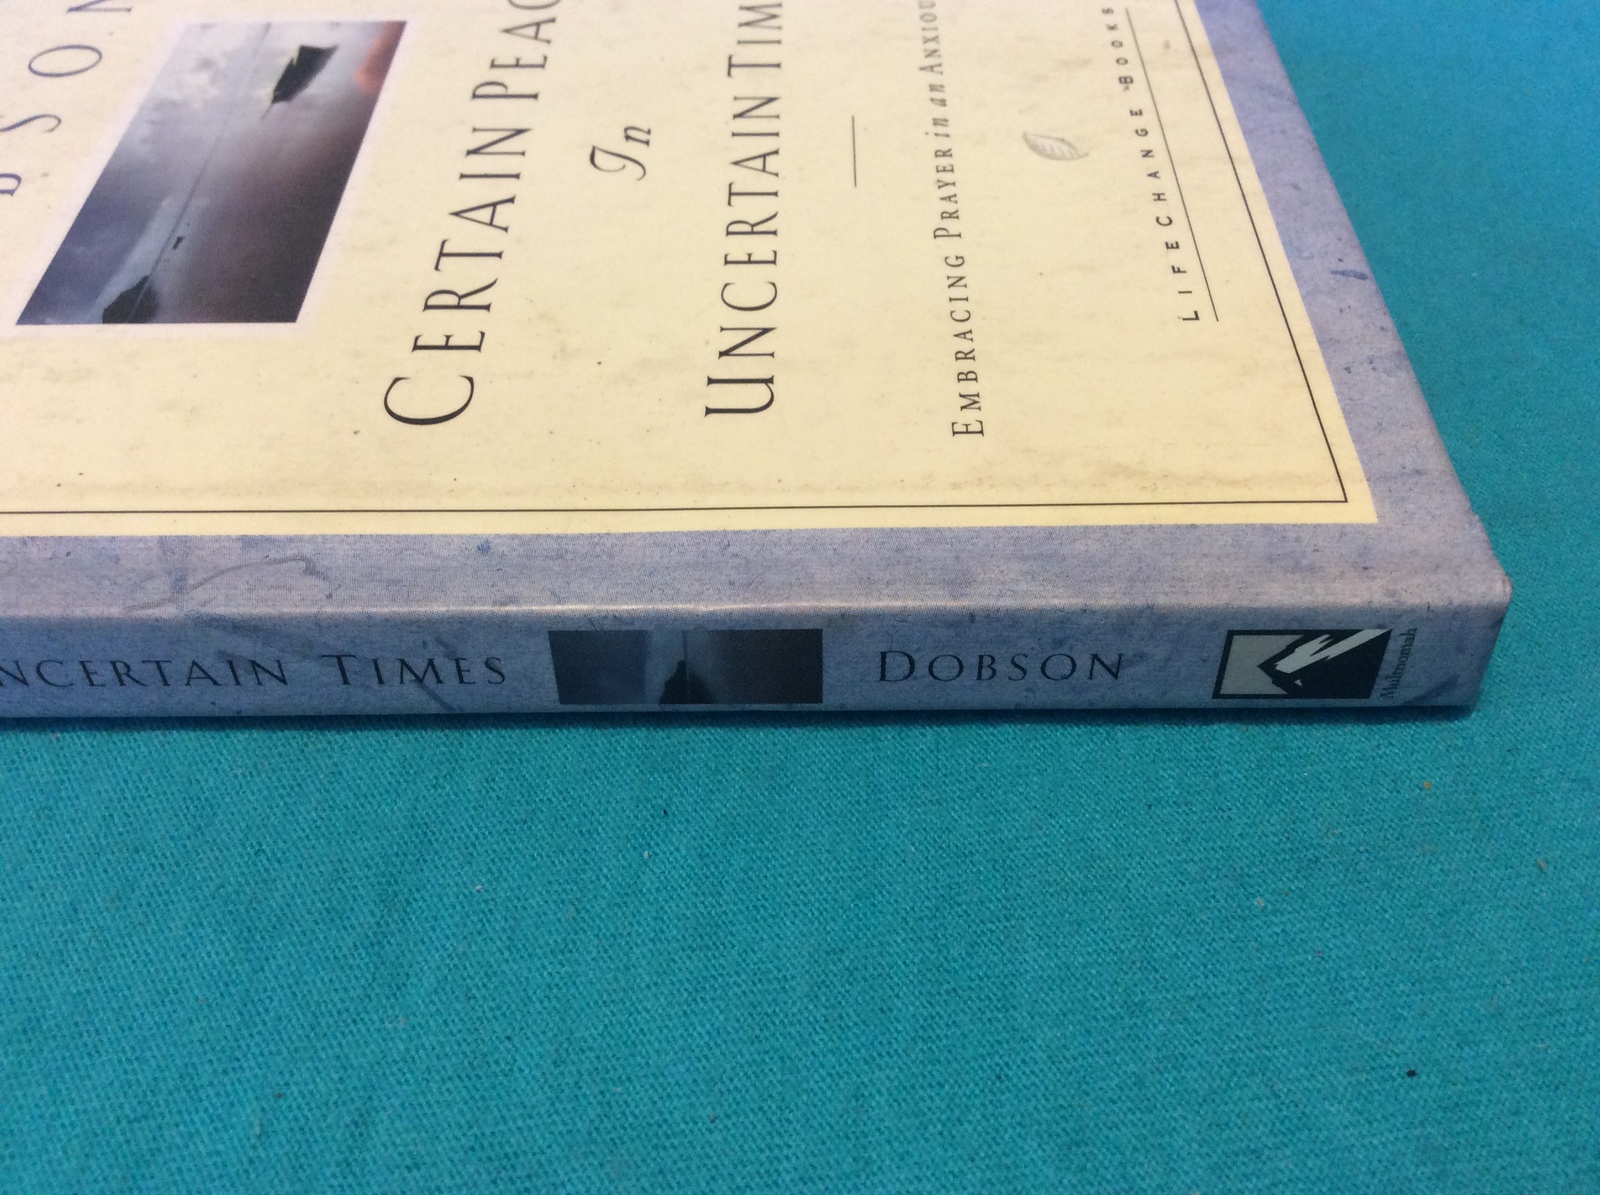 BSON
CERTAIN PEAC
In
UNCERTAIN TIM
EMBRACING PRAYER in an ANXIOU
LIFECHANGE BOOKS
NCERTAIN TIMES
DOBSON
Multnomah